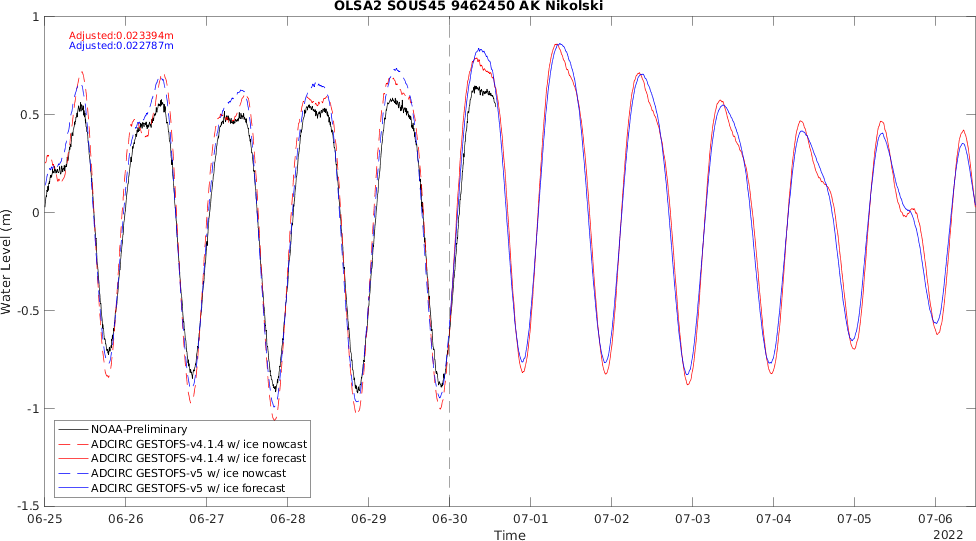 OLSA2 SOUS45 9462450 AK Nikolski
Adjusted:0.023394m
Adjusted:0.022787m
Water Level (m)
1
0.5
0
-0.5
-1
-1.5
NOAA-Preliminary
ADCIRC GESTOFS-v4.1.4 w/ ice nowcast
ADCIRC GESTOFS-v4.1.4 w/ ice forecast
ADCIRC GESTOFS-v5 w/ ice nowcast
ADCIRC GESTOFS-v5 w/ ice forecast
06-25 06-26 06-27 06-28 06-29 06-30 07-01 07-02 07-03 07-04 07-05 07-06
Time
2022